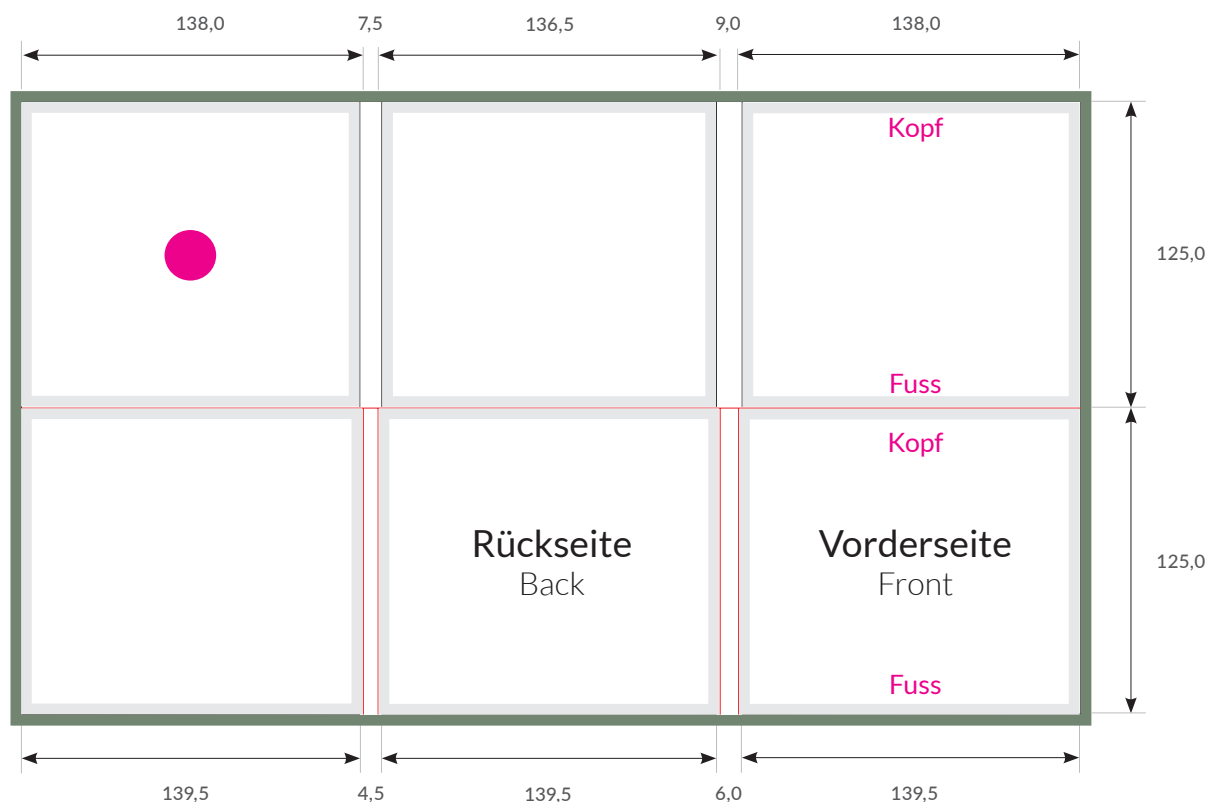 138,0 7,5 136,5 9,0 138,0
Kopf
125,0
Fuss
Kopf
Rückseite
Back
Vorderseite
Front
125,0
Fuss
139,5 4,5 139,5 6,0 139,5